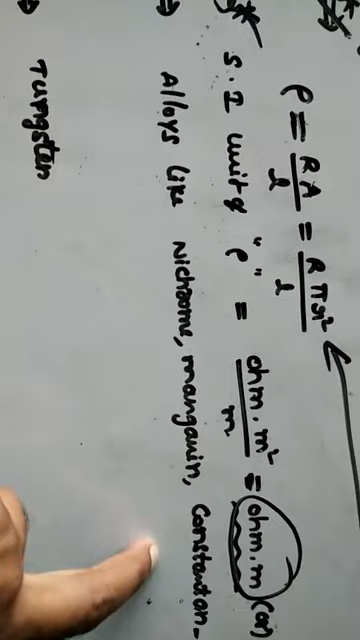 ρ = RA/l = Rπr²/l
* S.I unit of "ρ" = ohm.m²/m = ohm.m (or)
⇒ Alloys like Nichrome, manganin, Constantan-
⇒ Tungsten